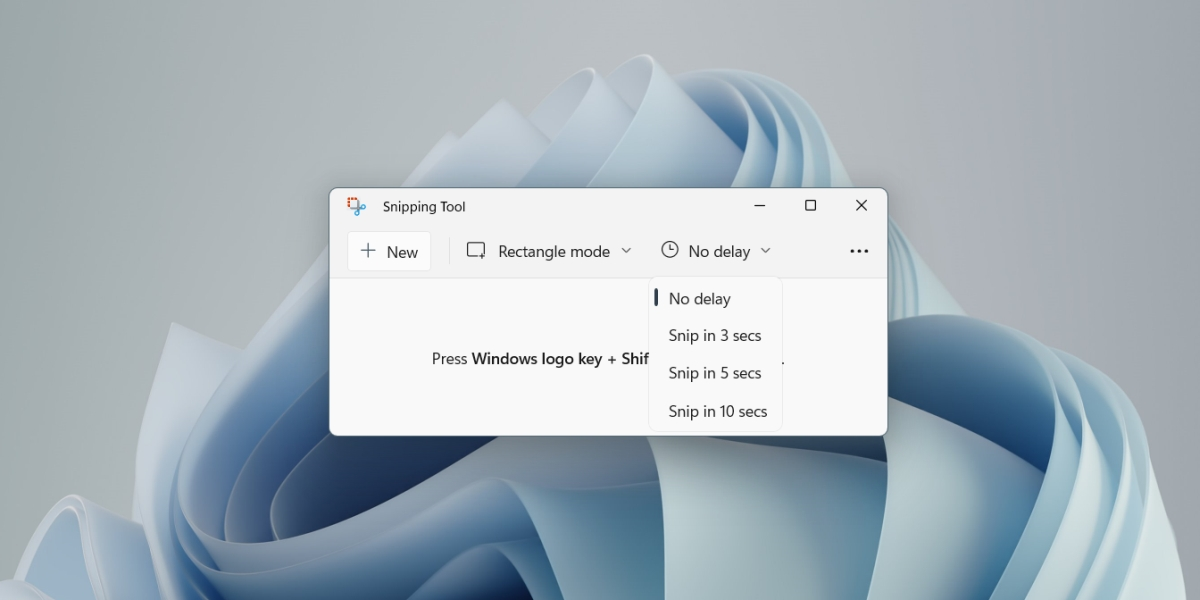 Snipping Tool
New
Rectangle mode
No delay
No delay
Snip in 3 secs
Press Windows logo key + Shif
.
Snip in 5 secs
Snip in 10 secs